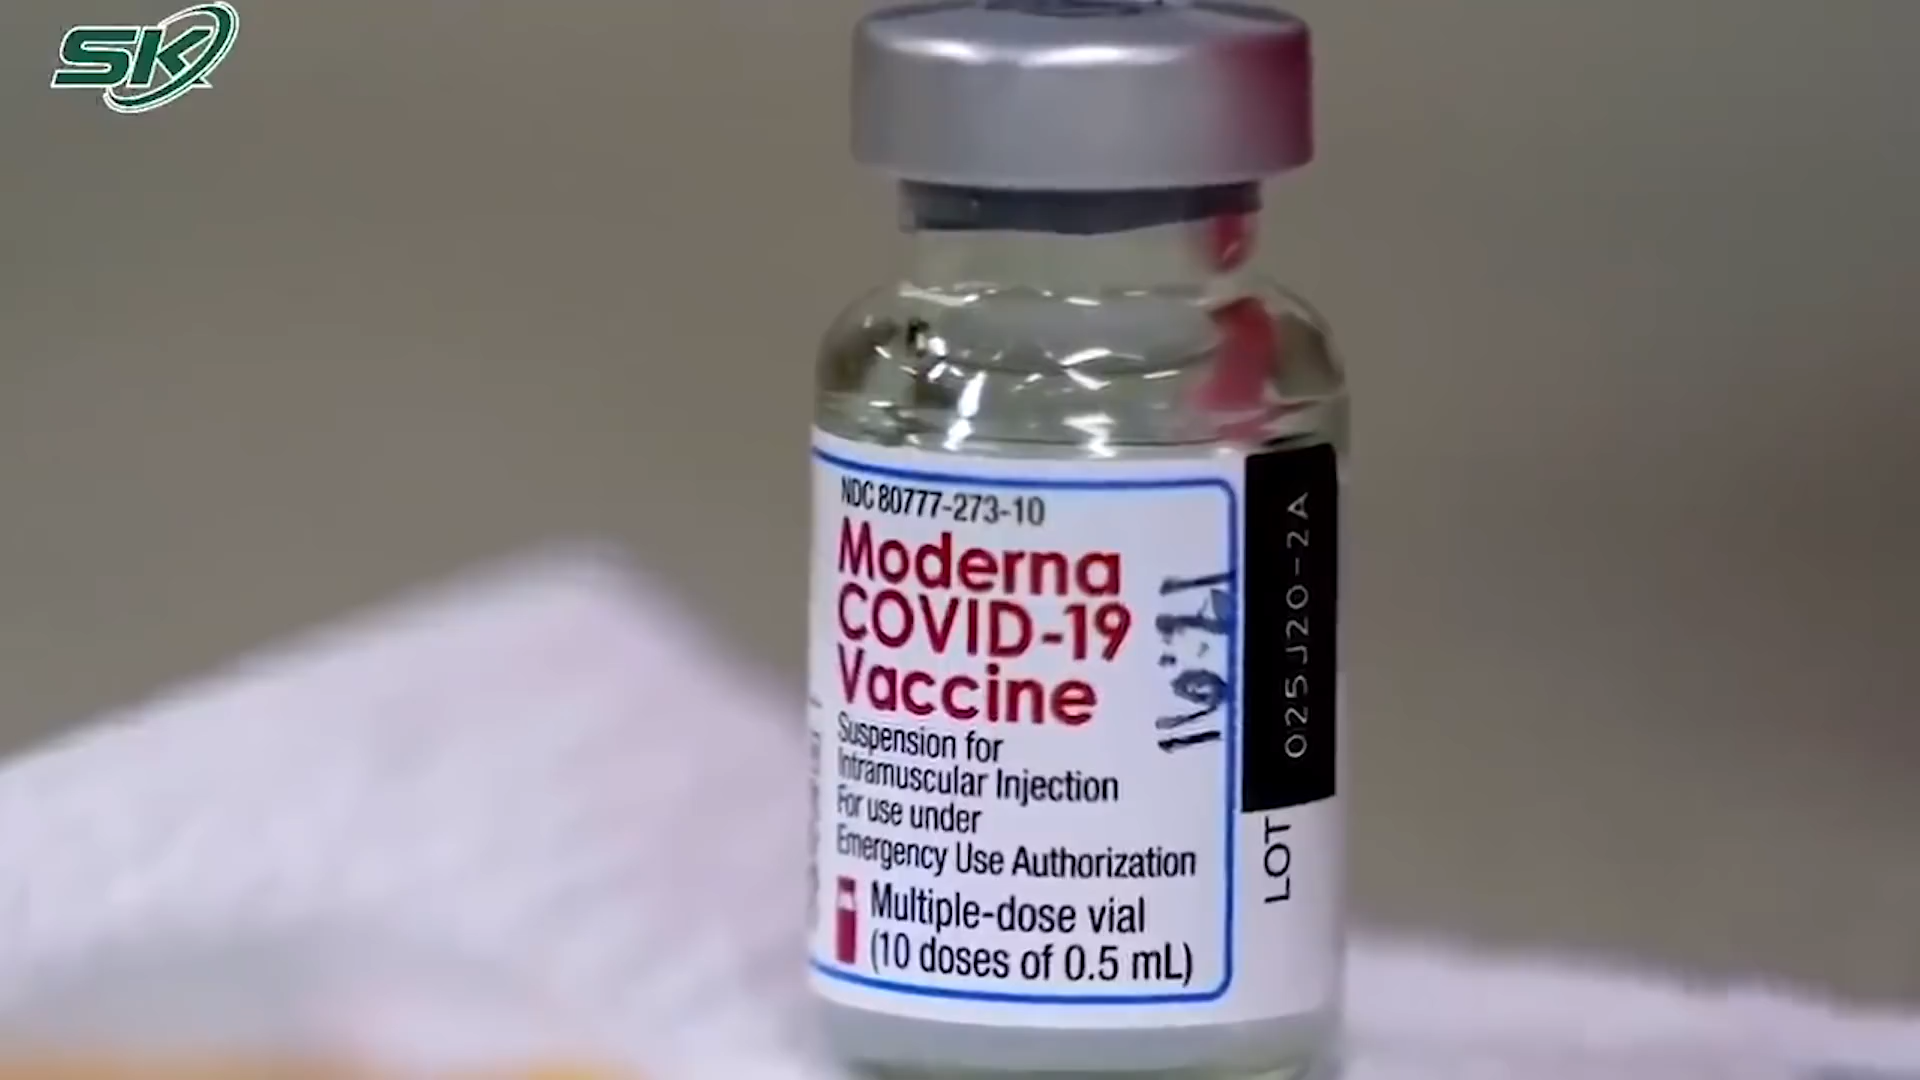 SK
NDC 80777-273-10
Moderna
COVID-19
Vaccine
Suspension for
Intramuscular Injection
For use under
Emergency Use Authorization
Multiple-dose vial
(10 doses of 0.5 mL)
LOT 025J20-2A